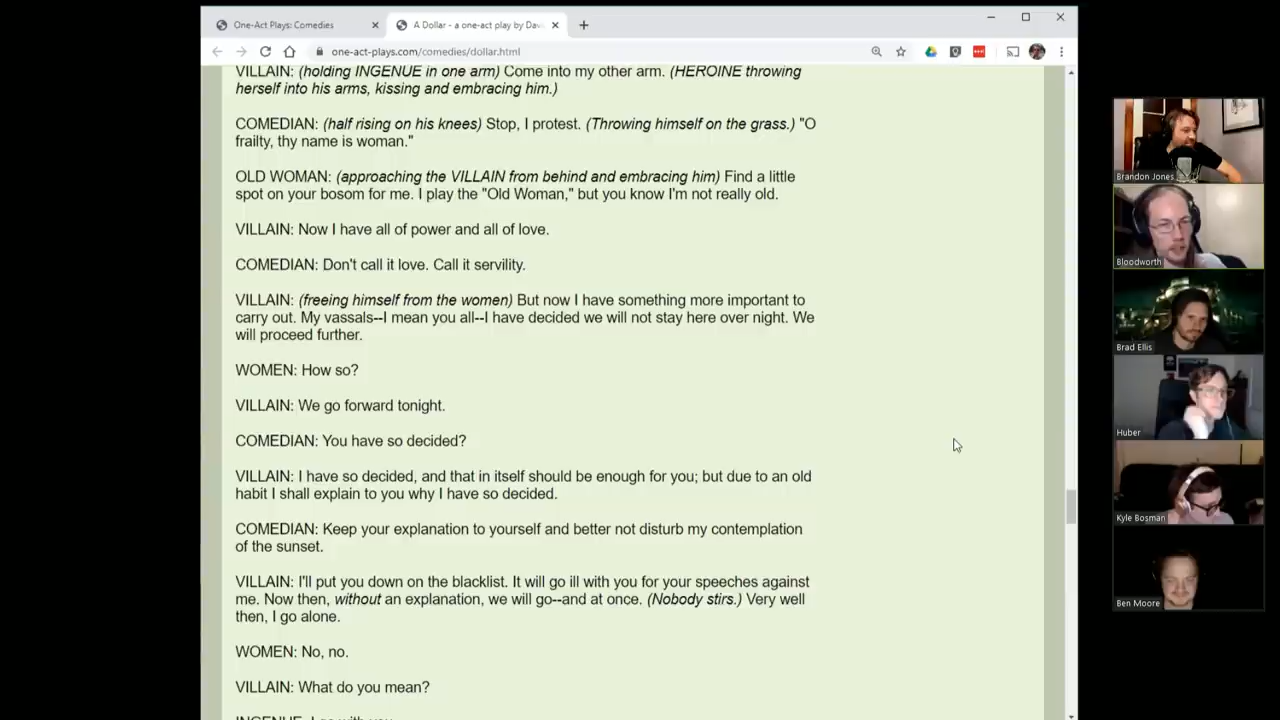 One-Act Plays: Comedies
A Dollar - a one-act play by Dav
one-act-plays.com/comedies/dollar.html
VILLAIN: (holding INGENUE in one arm) Come into my other arm. (HEROINE throwing
herself into his arms, kissing and embracing him.)
COMEDIAN: (half rising on his knees) Stop, I protest. (Throwing himself on the grass.) "O
frailty, thy name is woman."
OLD WOMAN: (approaching the VILLAIN from behind and embracing him) Find a little
spot on your bosom for me. I play the "Old Woman," but you know I'm not really old.
VILLAIN: Now I have all of power and all of love.
COMEDIAN: Don't call it love. Call it servility.
VILLAIN: (freeing himself from the women) But now I have something more important to
carry out. My vassals--I mean you all--I have decided we will not stay here over night. We
will proceed further.
WOMEN: How so?
VILLAIN: We go forward tonight.
COMEDIAN: You have so decided?
VILLAIN: I have so decided, and that in itself should be enough for you; but due to an old
habit I shall explain to you why I have so decided.
COMEDIAN: Keep your explanation to yourself and better not disturb my contemplation
of the sunset.
VILLAIN: I'll put you down on the blacklist. It will go ill with you for your speeches against
me. Now then, without an explanation, we will go--and at once. (Nobody stirs.) Very well
then, I go alone.
WOMEN: No, no.
VILLAIN: What do you mean?
INGENUE: I go with you.
Brandon Jones
Bloodworth
Brad Ellis
Huber
Kyle Bosman
Ben Moore